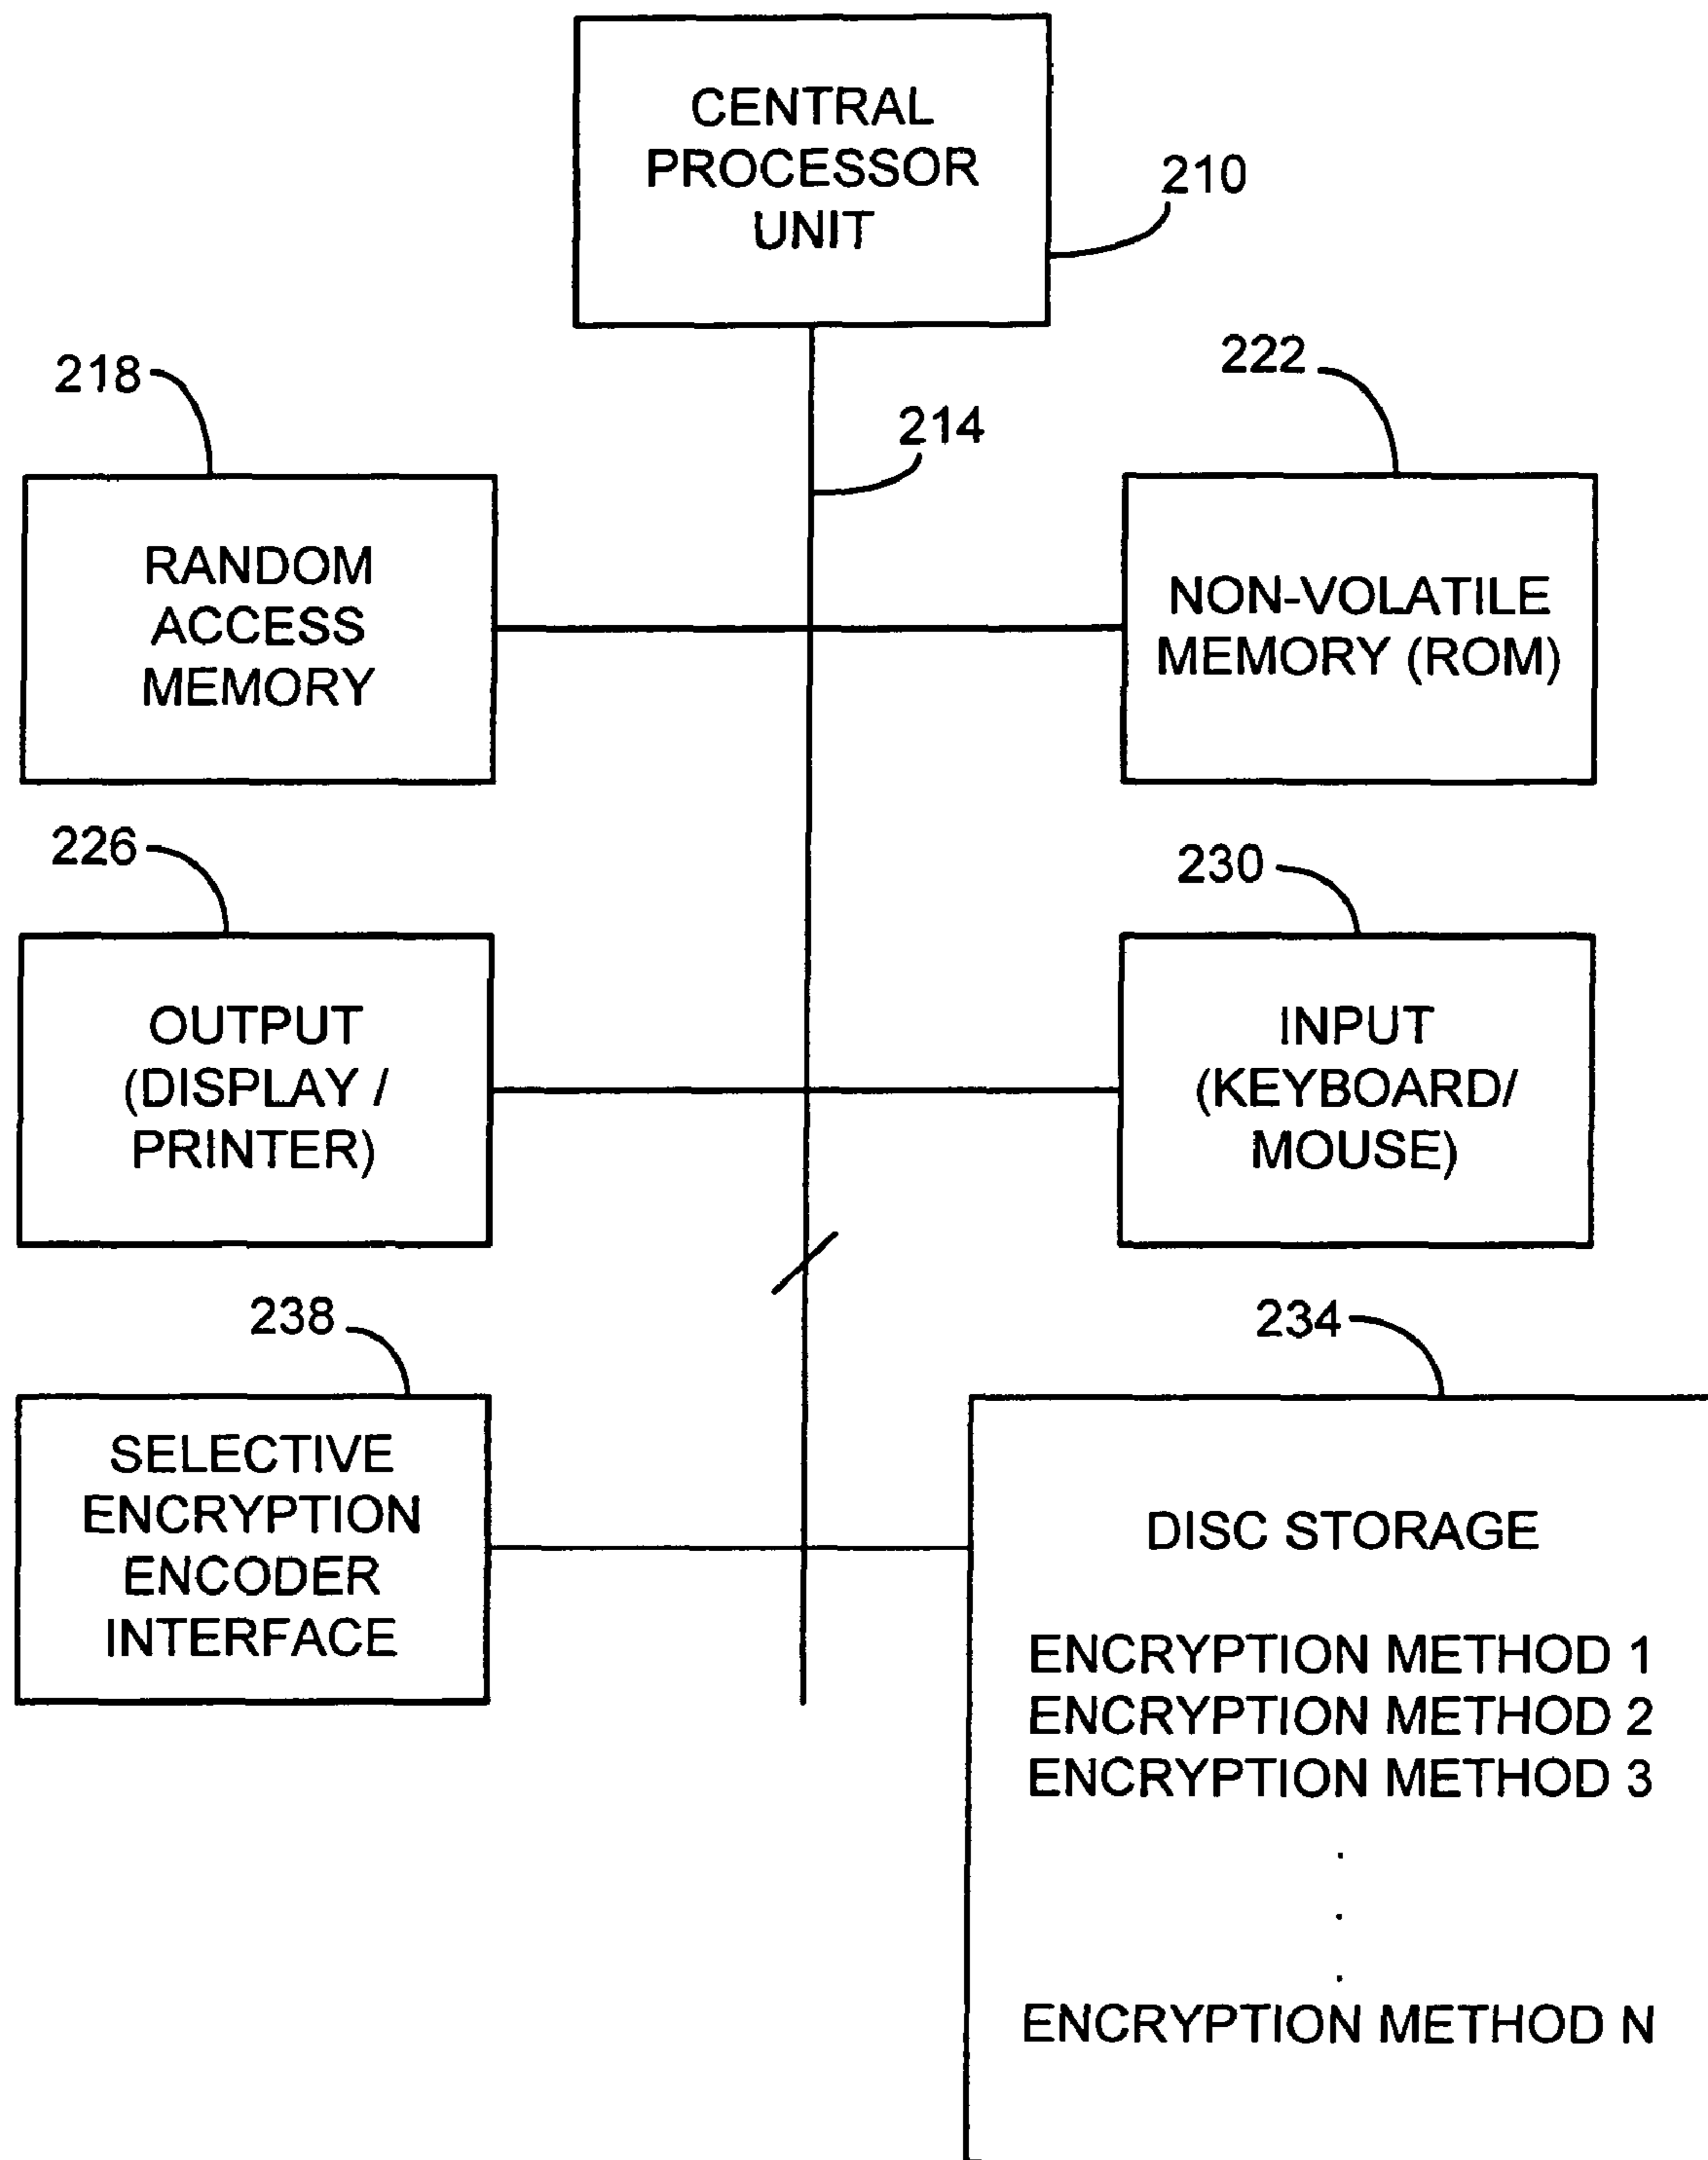 CENTRAL
PROCESSOR
UNIT
210
218
214
222
RANDOM
ACCESS
MEMORY
NON-VOLATILE
MEMORY (ROM)
226
230
OUTPUT
(DISPLAY /
PRINTER)
INPUT
(KEYBOARD/
MOUSE)
238
234
SELECTIVE
ENCRYPTION
ENCODER
INTERFACE
DISC STORAGE
ENCRYPTION METHOD 1
ENCRYPTION METHOD 2
ENCRYPTION METHOD 3
.
.
.
ENCRYPTION METHOD N